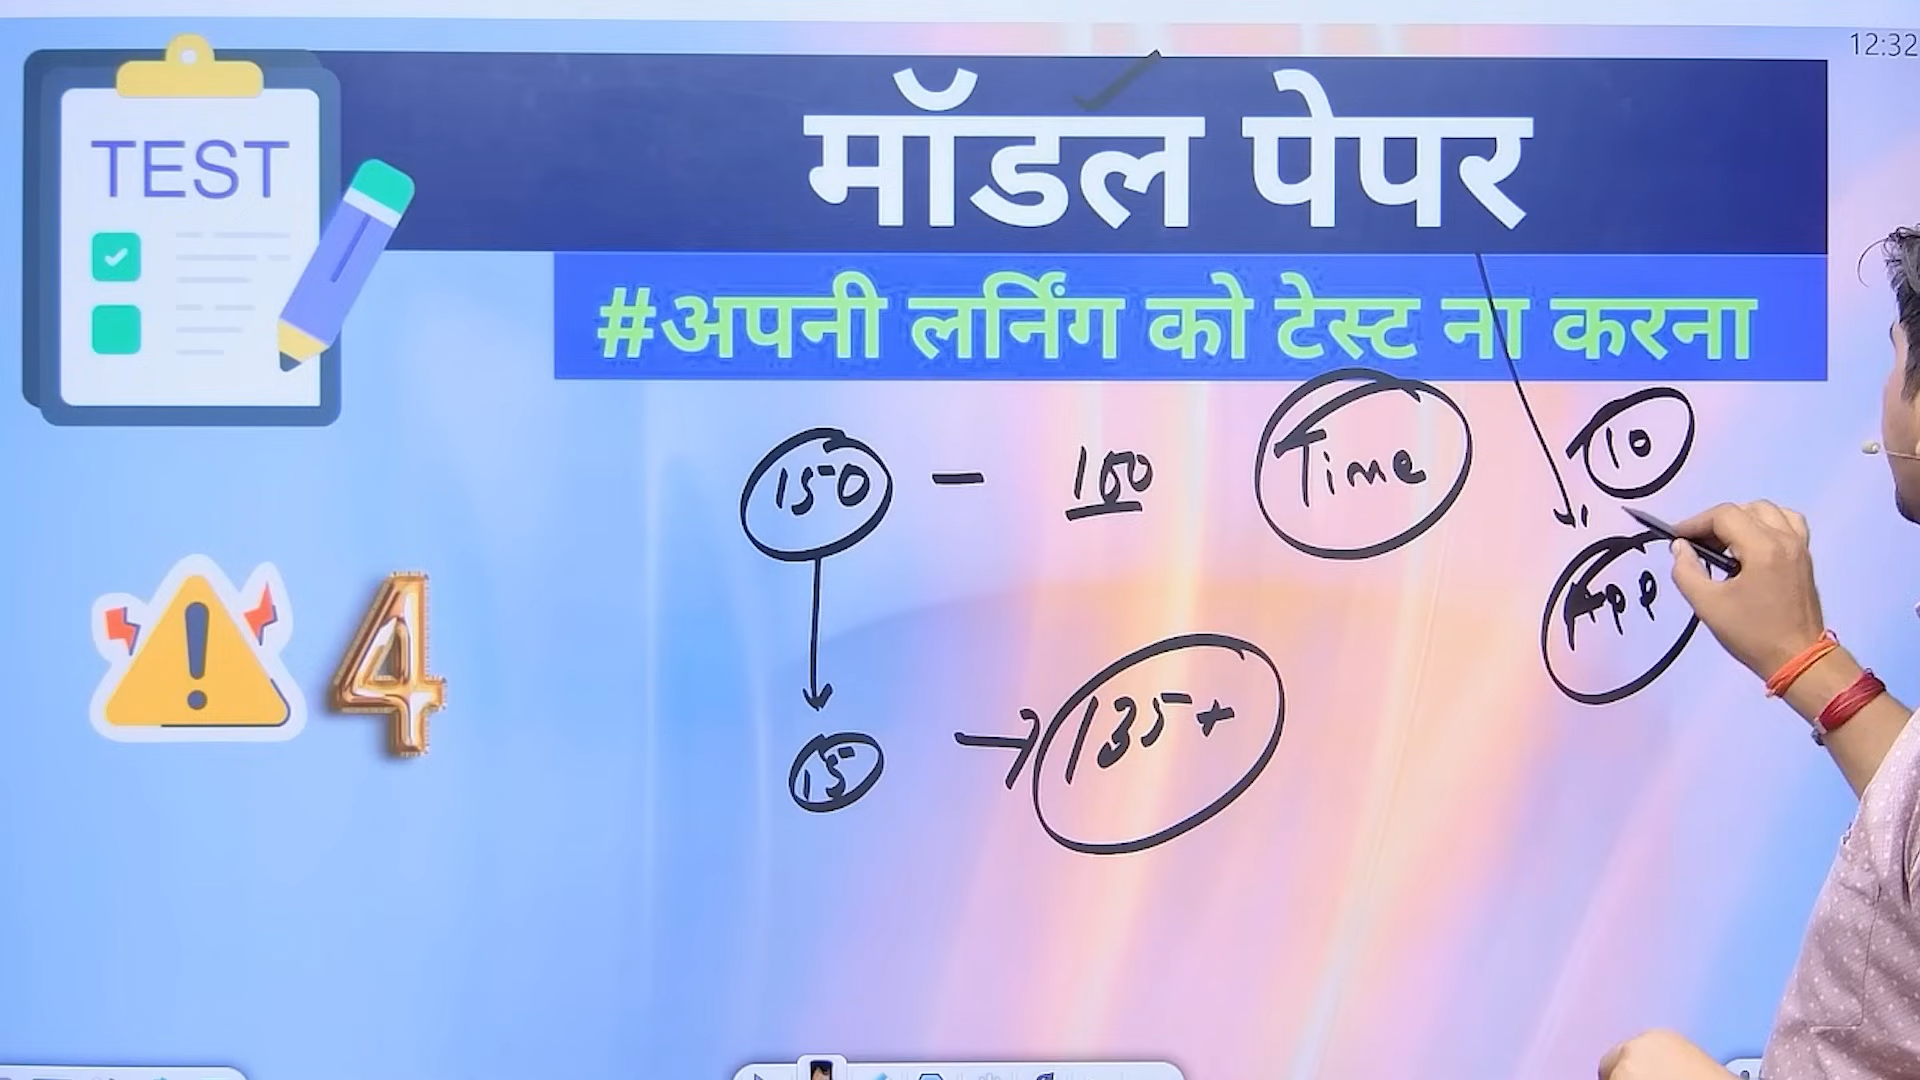 12:32
TEST
मॉडल पेपर
#अपनी लर्निंग को टेस्ट ना करना
150 – 100 Time 10
App
4
15 → 135+